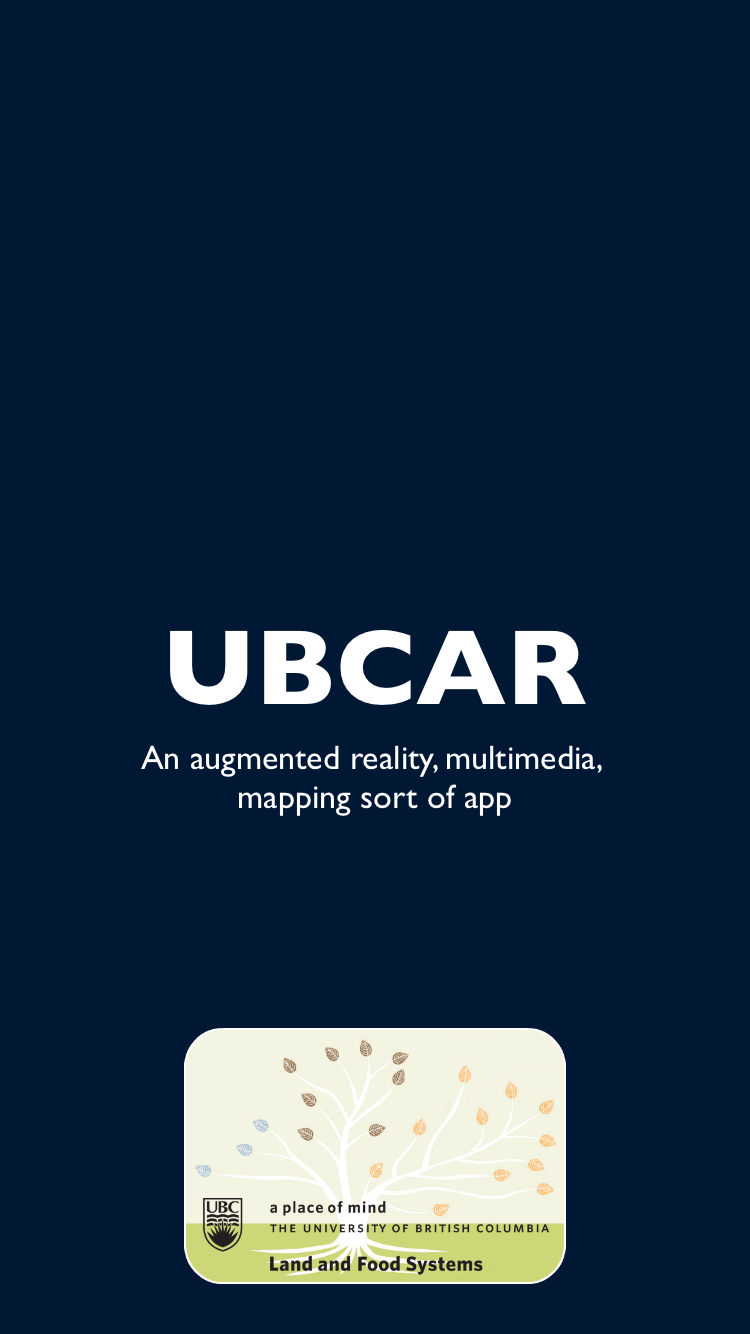 UBCAR
An augmented reality, multimedia,
mapping sort of app
UBC
a place of mind
THE UNIVERSITY OF BRITISH COLUMBIA
Land and Food Systems